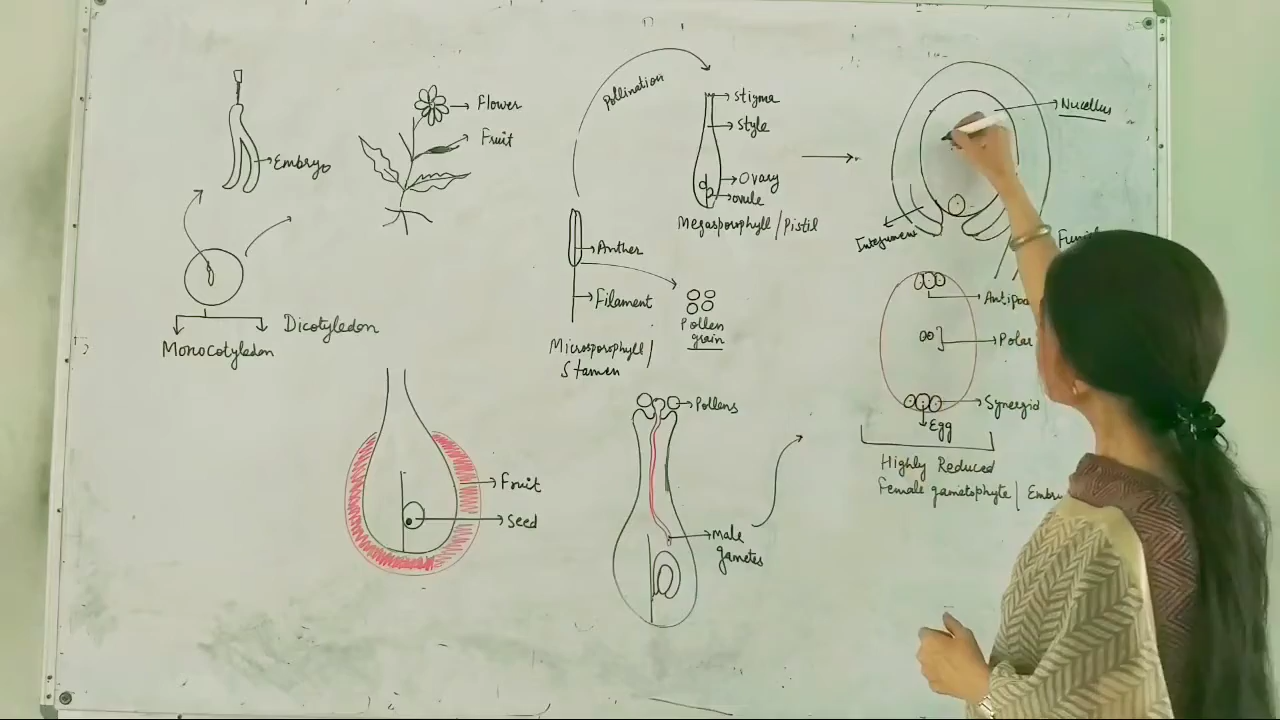 Flower
Fruit
Embryo
Dicotyledon
Monocotyledon
Pollination
Stigma
Style
Ovary
ovule
Megasporophyll/Pistil
Anther
Filament
Pollen
grain
Microsporophyll/
Stamen
Nucellus
Integument
Polar
Synergid
Egg
Highly Reduced
Female gametophyte/
Pollens
Male
gametes
Fruit
Seed